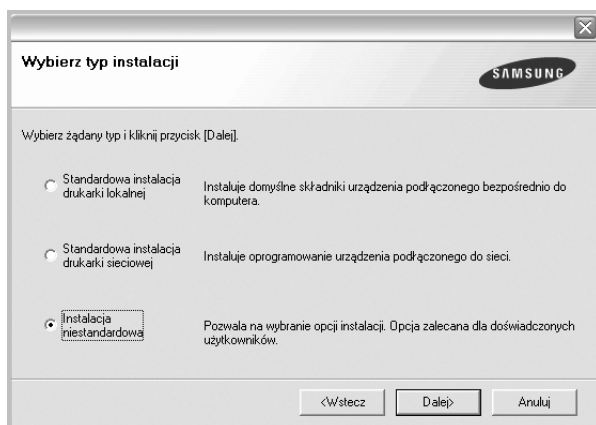 Wybierz typ instalacji
SAMSUNG
Wybierz żądany typ i kliknij przycisk [Dalej].
Standardowa instalacja
drukarki lokalnej
Instaluje domyślne składniki urządzenia podłączonego bezpośrednio do
komputera.
Standardowa instalacja
drukarki sieciowej
Instaluje oprogramowanie urządzenia podłączonego do sieci.
Instalacja
niestandardowa
Pozwala na wybranie opcji instalacji. Opcja zalecana dla doświadczonych
użytkowników.
<Wstecz
Dalej>
Anuluj